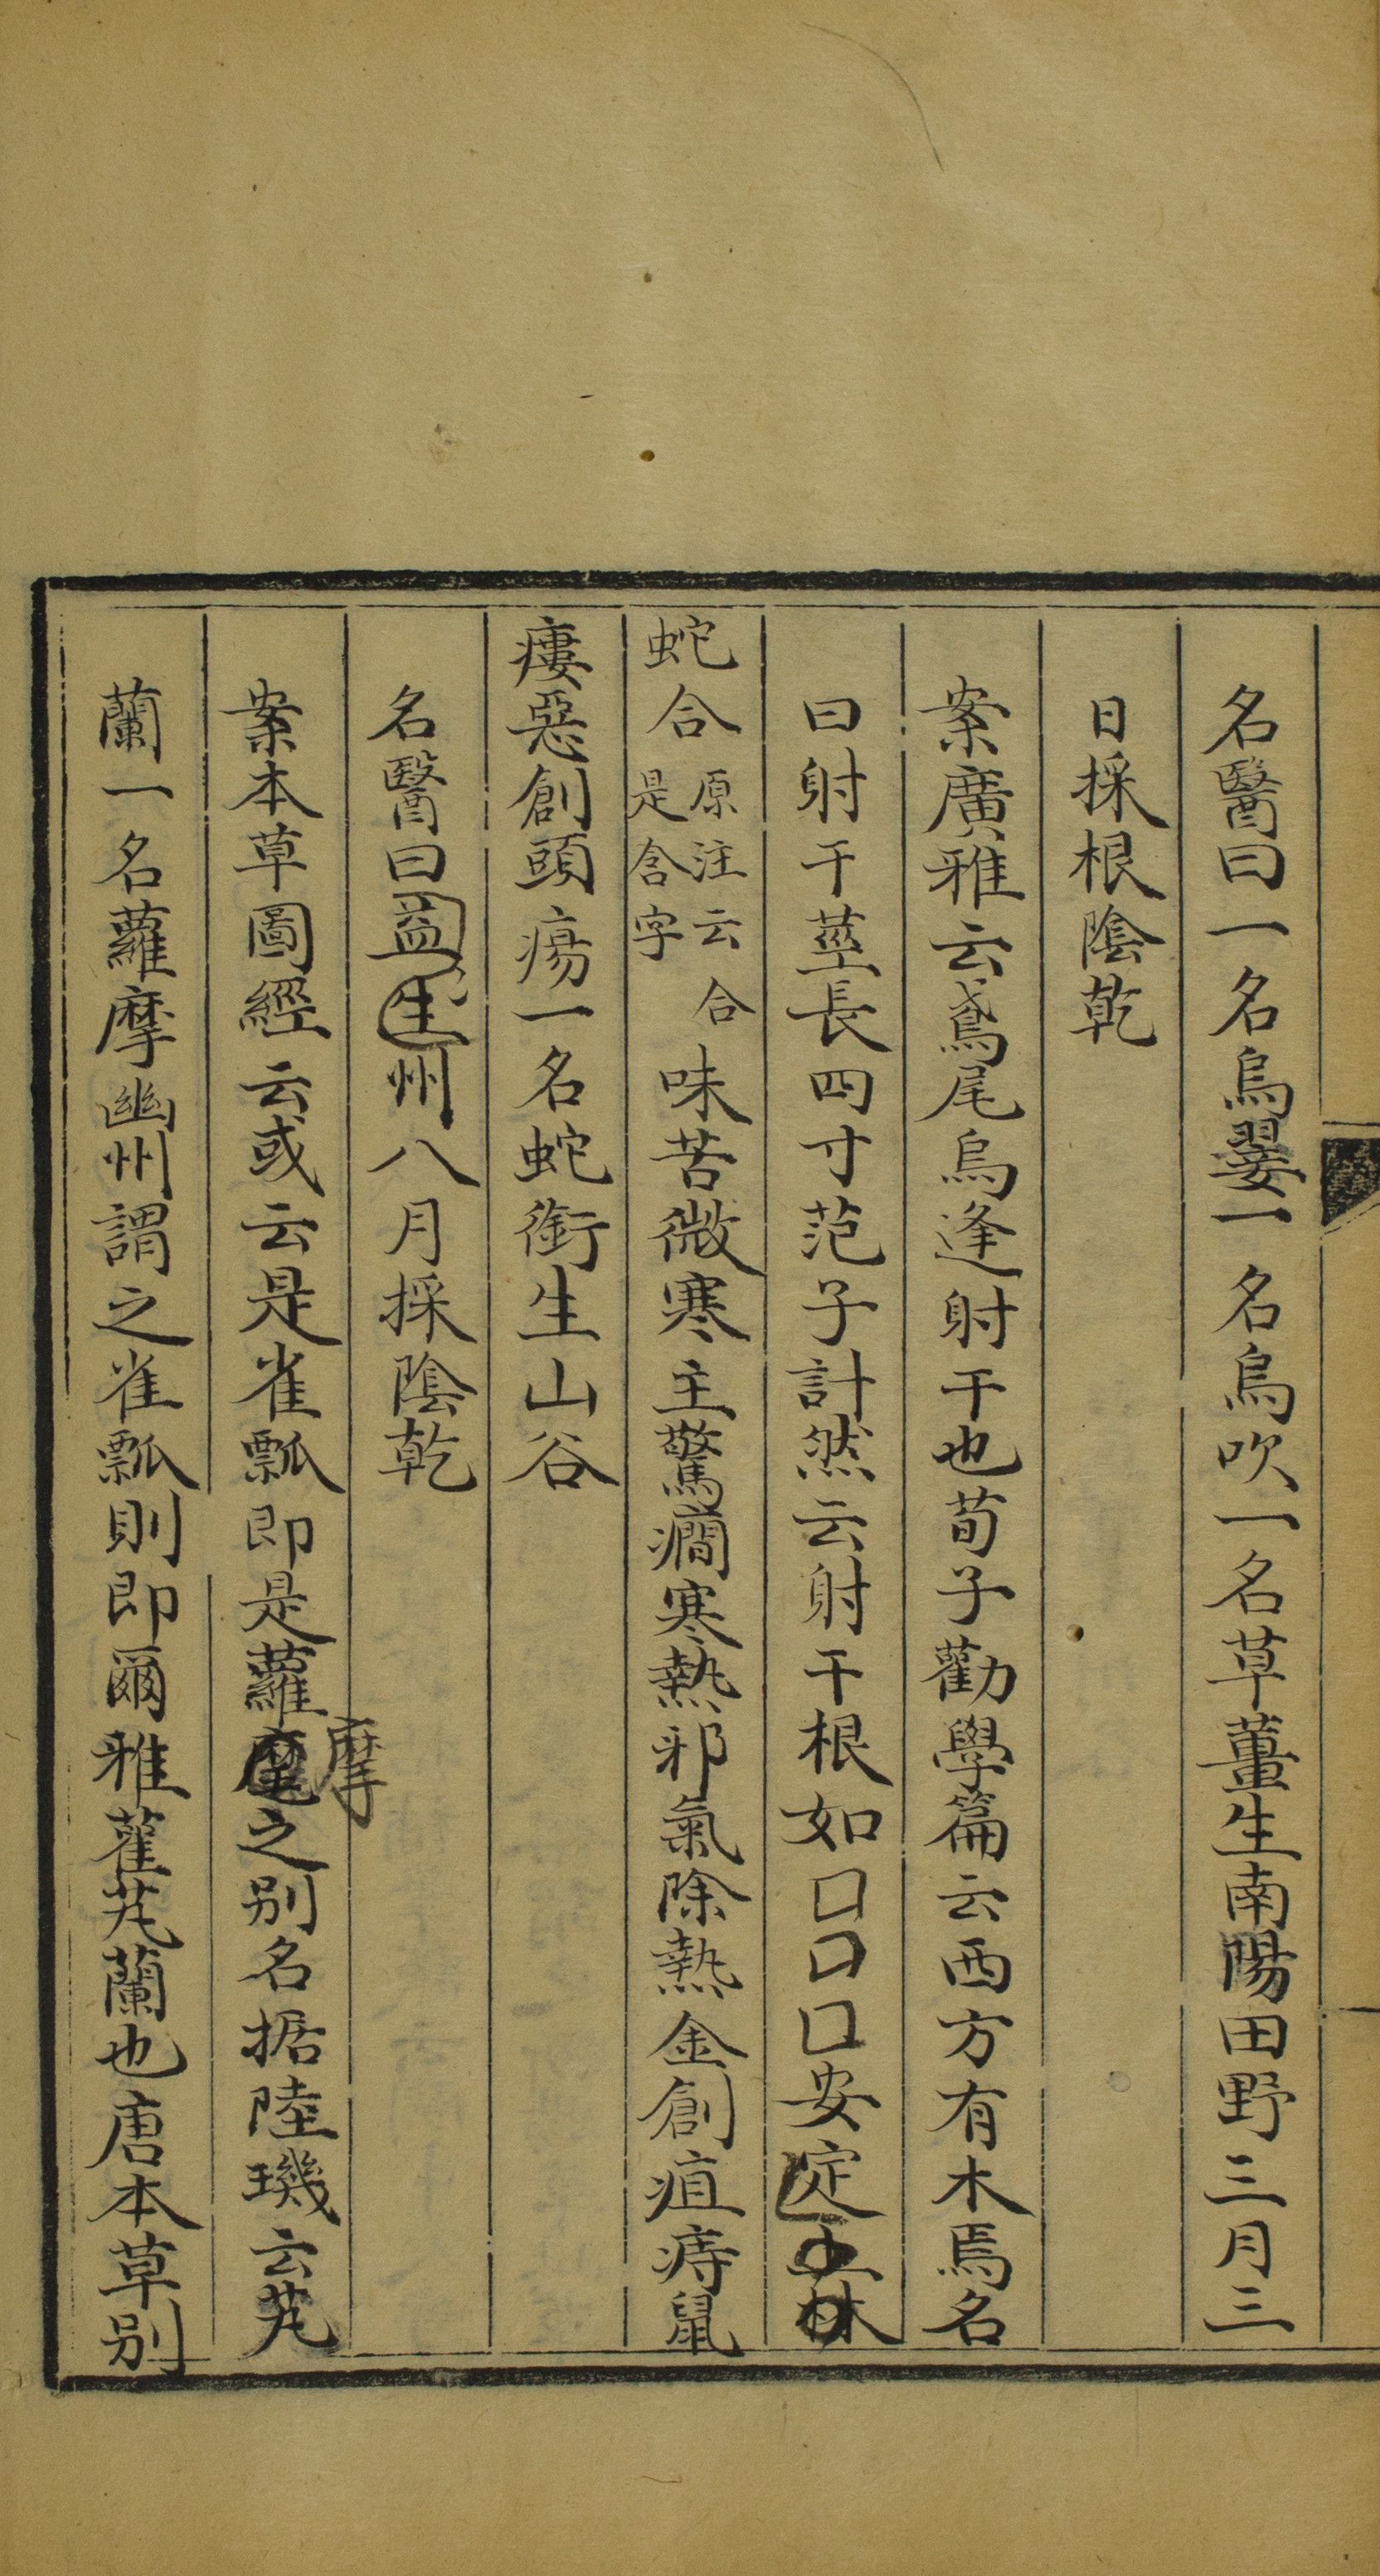 名醫曰一名烏翣一名烏吹一名草薑生南陽田野三月三
日採根陰乾
案廣雅云鳶尾烏逢射干也荀子勸學篇云西方有木焉名
曰射干莖長四寸范子計然云射干根如口口口安定
蛇合原注云合是含字味苦微寒主驚癎寒熱邪氣除熱金創疽痔鼠
瘻惡創頭瘍一名蛇銜生山谷
名醫曰益生州八月採陰乾
案本草圖經云或云是雀瓢即是蘿摩之別名据陸璣云芄
蘭一名蘿摩幽州謂之雀瓢則即爾雅雚芄蘭也唐本草別